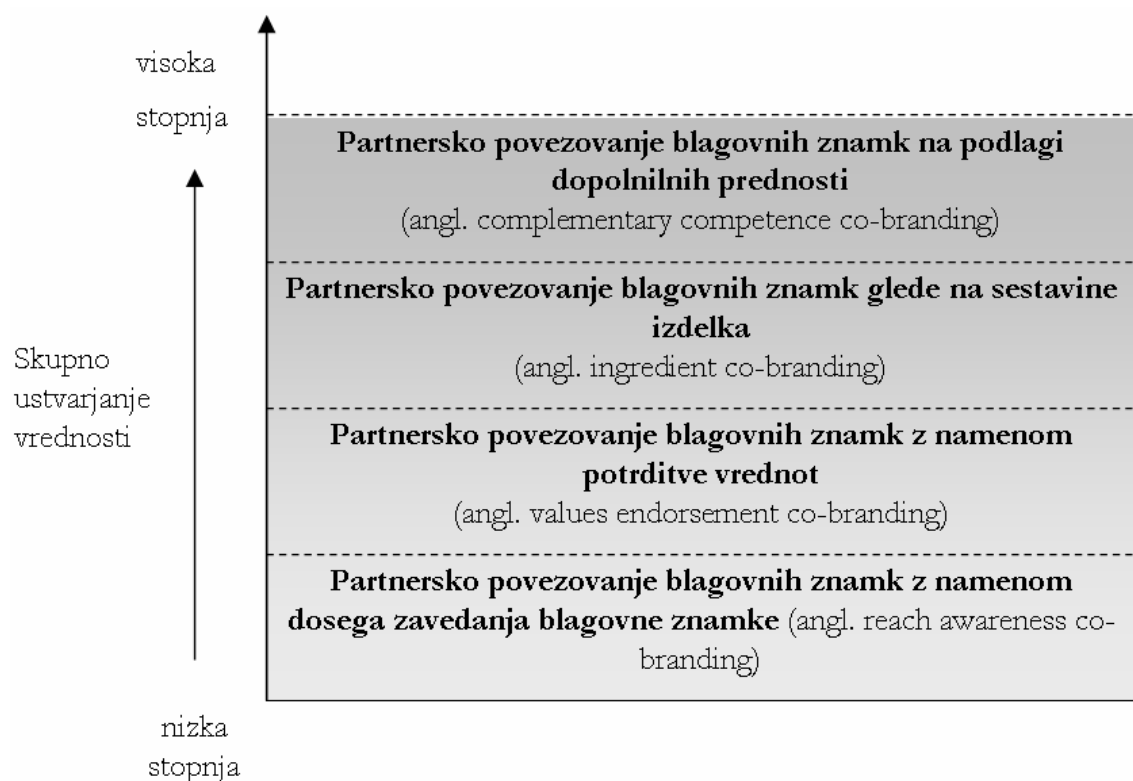 visoka
stopnja
Partnersko povezovanje blagovnih znamk na podlagi
dopolnilnih prednosti
(angl. complementary competence co-branding)
Partnersko povezovanje blagovnih znamk glede na sestavine
izdelka
(angl. ingredient co-branding)
Skupno
ustvarjanje
vrednosti
Partnersko povezovanje blagovnih znamk z namenom
potrditve vrednot
(angl. values endorsement co-branding)
Partnersko povezovanje blagovnih znamk z namenom
dosega zavedanja blagovne znamke (angl. reach awareness co-
branding)
nizka
stopnja